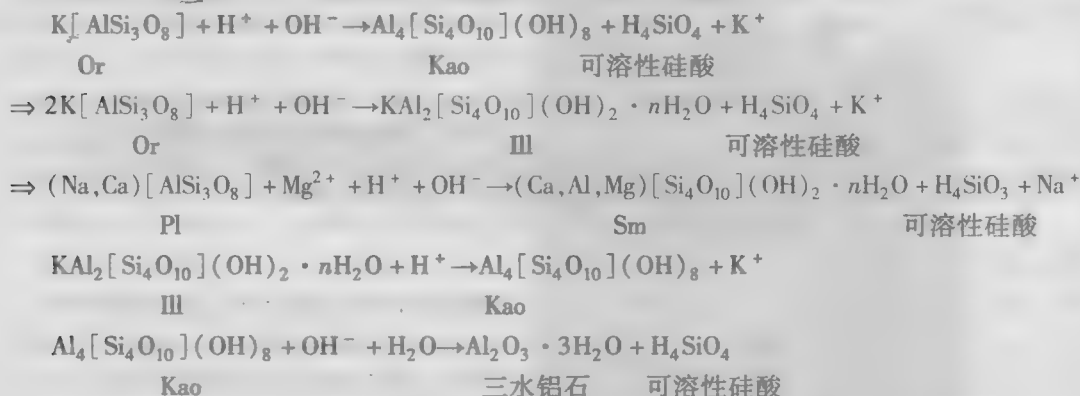 K[AlSi₃O₈] + H⁺ + OH⁻→Al₄[Si₄O₁₀](OH)₈ + H₄SiO₄ + K⁺
Or Kao 可溶性硅酸
⇒ 2K[AlSi₃O₈] + H⁺ + OH⁻→KAl₂[Si₄O₁₀](OH)₂ · nH₂O + H₄SiO₄ + K⁺
Or Ill 可溶性硅酸
⇒ (Na,Ca)[AlSi₃O₈] + Mg²⁺ + H⁺ + OH⁻→(Ca,Al,Mg)[Si₄O₁₀](OH)₂ · nH₂O + H₄SiO₃ + Na⁺
Pl Sm 可溶性硅酸
KAl₂[Si₄O₁₀](OH)₂ · nH₂O + H⁺→Al₄[Si₄O₁₀](OH)₈ + K⁺
Ill Kao
Al₄[Si₄O₁₀](OH)₈ + OH⁻ + H₂O→Al₂O₃ · 3H₂O + H₄SiO₄
Kao 三水铝石 可溶性硅酸